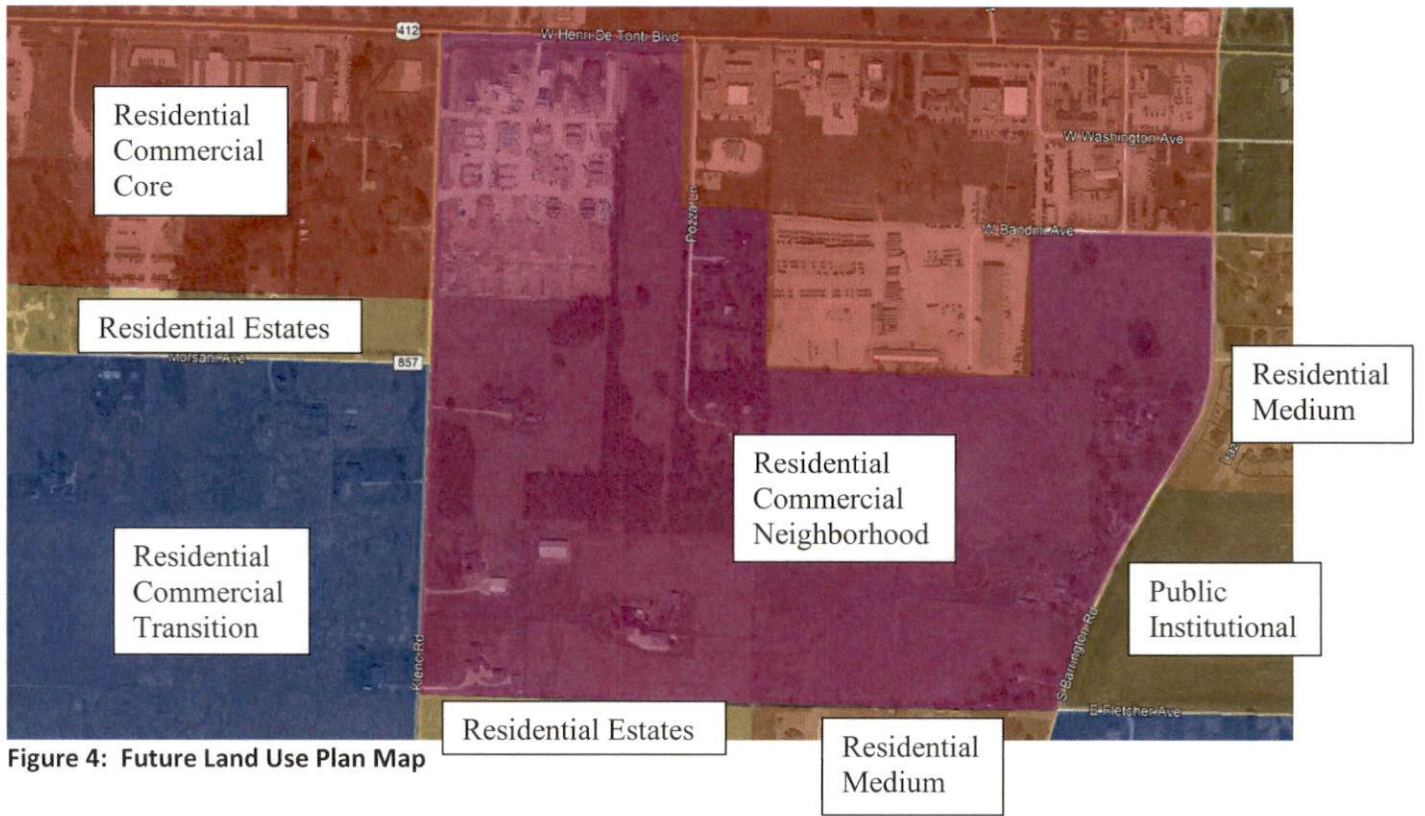 412
W Henri De Tonti Blvd
Residential
Commercial
Core
W Washington Ave
Pozza Ln
W Bandini Ave
Residential Estates
Morsani Ave
857
Residential
Medium
Residential
Commercial
Neighborhood
Residential
Commercial
Transition
Public
Institutional
Klenc Rd
S Barrington Rd
E Fletcher Ave
Residential Estates
Residential
Medium
Figure 4: Future Land Use Plan Map